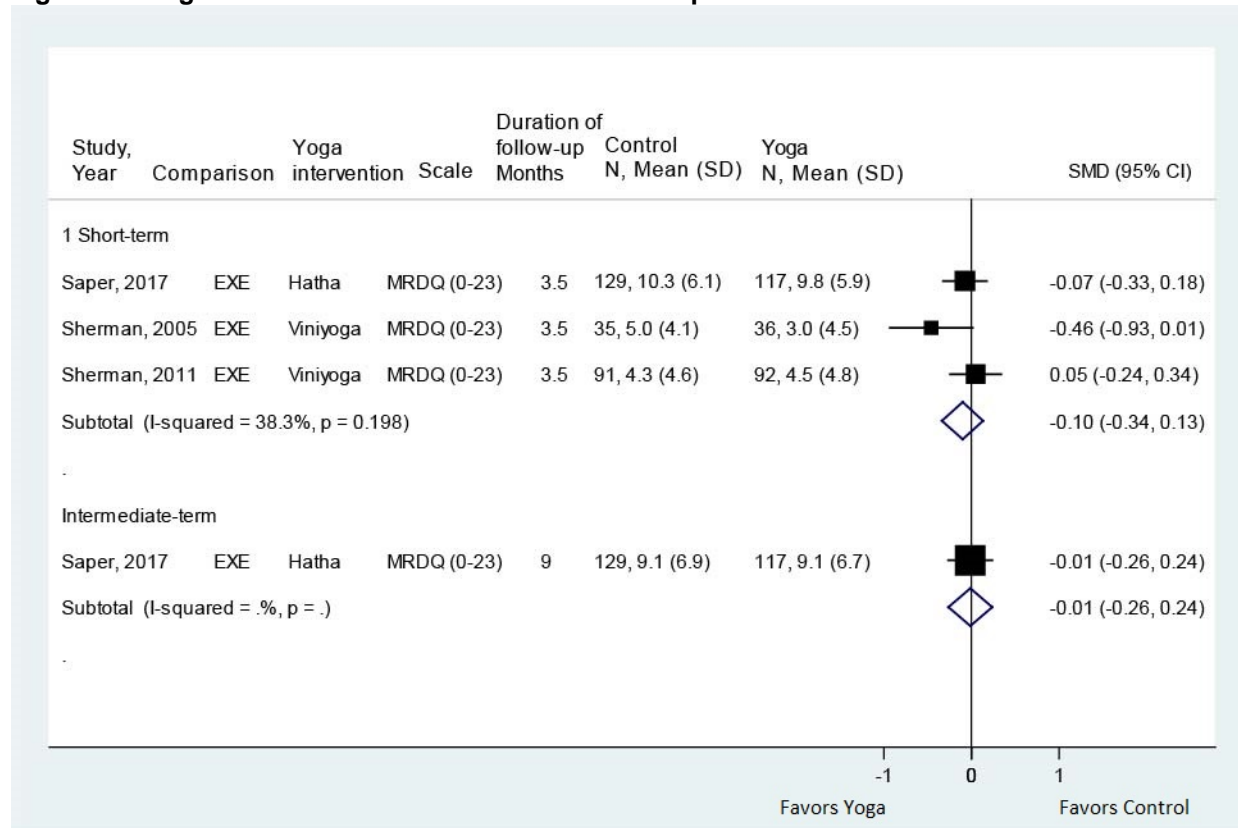 Study, Year Comparison Yoga intervention Scale Duration of follow-up Months Control N, Mean (SD) Yoga N, Mean (SD) SMD (95% CI)
1 Short-term
Saper, 2017 EXE Hatha MRDQ (0-23) 3.5 129, 10.3 (6.1) 117, 9.8 (5.9) -0.07 (-0.33, 0.18)
Sherman, 2005 EXE Viniyoga MRDQ (0-23) 3.5 35, 5.0 (4.1) 36, 3.0 (4.5) -0.46 (-0.93, 0.01)
Sherman, 2011 EXE Viniyoga MRDQ (0-23) 3.5 91, 4.3 (4.6) 92, 4.5 (4.8) 0.05 (-0.24, 0.34)
Subtotal (I-squared = 38.3%, p = 0.198) -0.10 (-0.34, 0.13)
.
Intermediate-term
Saper, 2017 EXE Hatha MRDQ (0-23) 9 129, 9.1 (6.9) 117, 9.1 (6.7) -0.01 (-0.26, 0.24)
Subtotal (I-squared = .%, p = .) -0.01 (-0.26, 0.24)
.
-1 0 1
Favors Yoga Favors Control